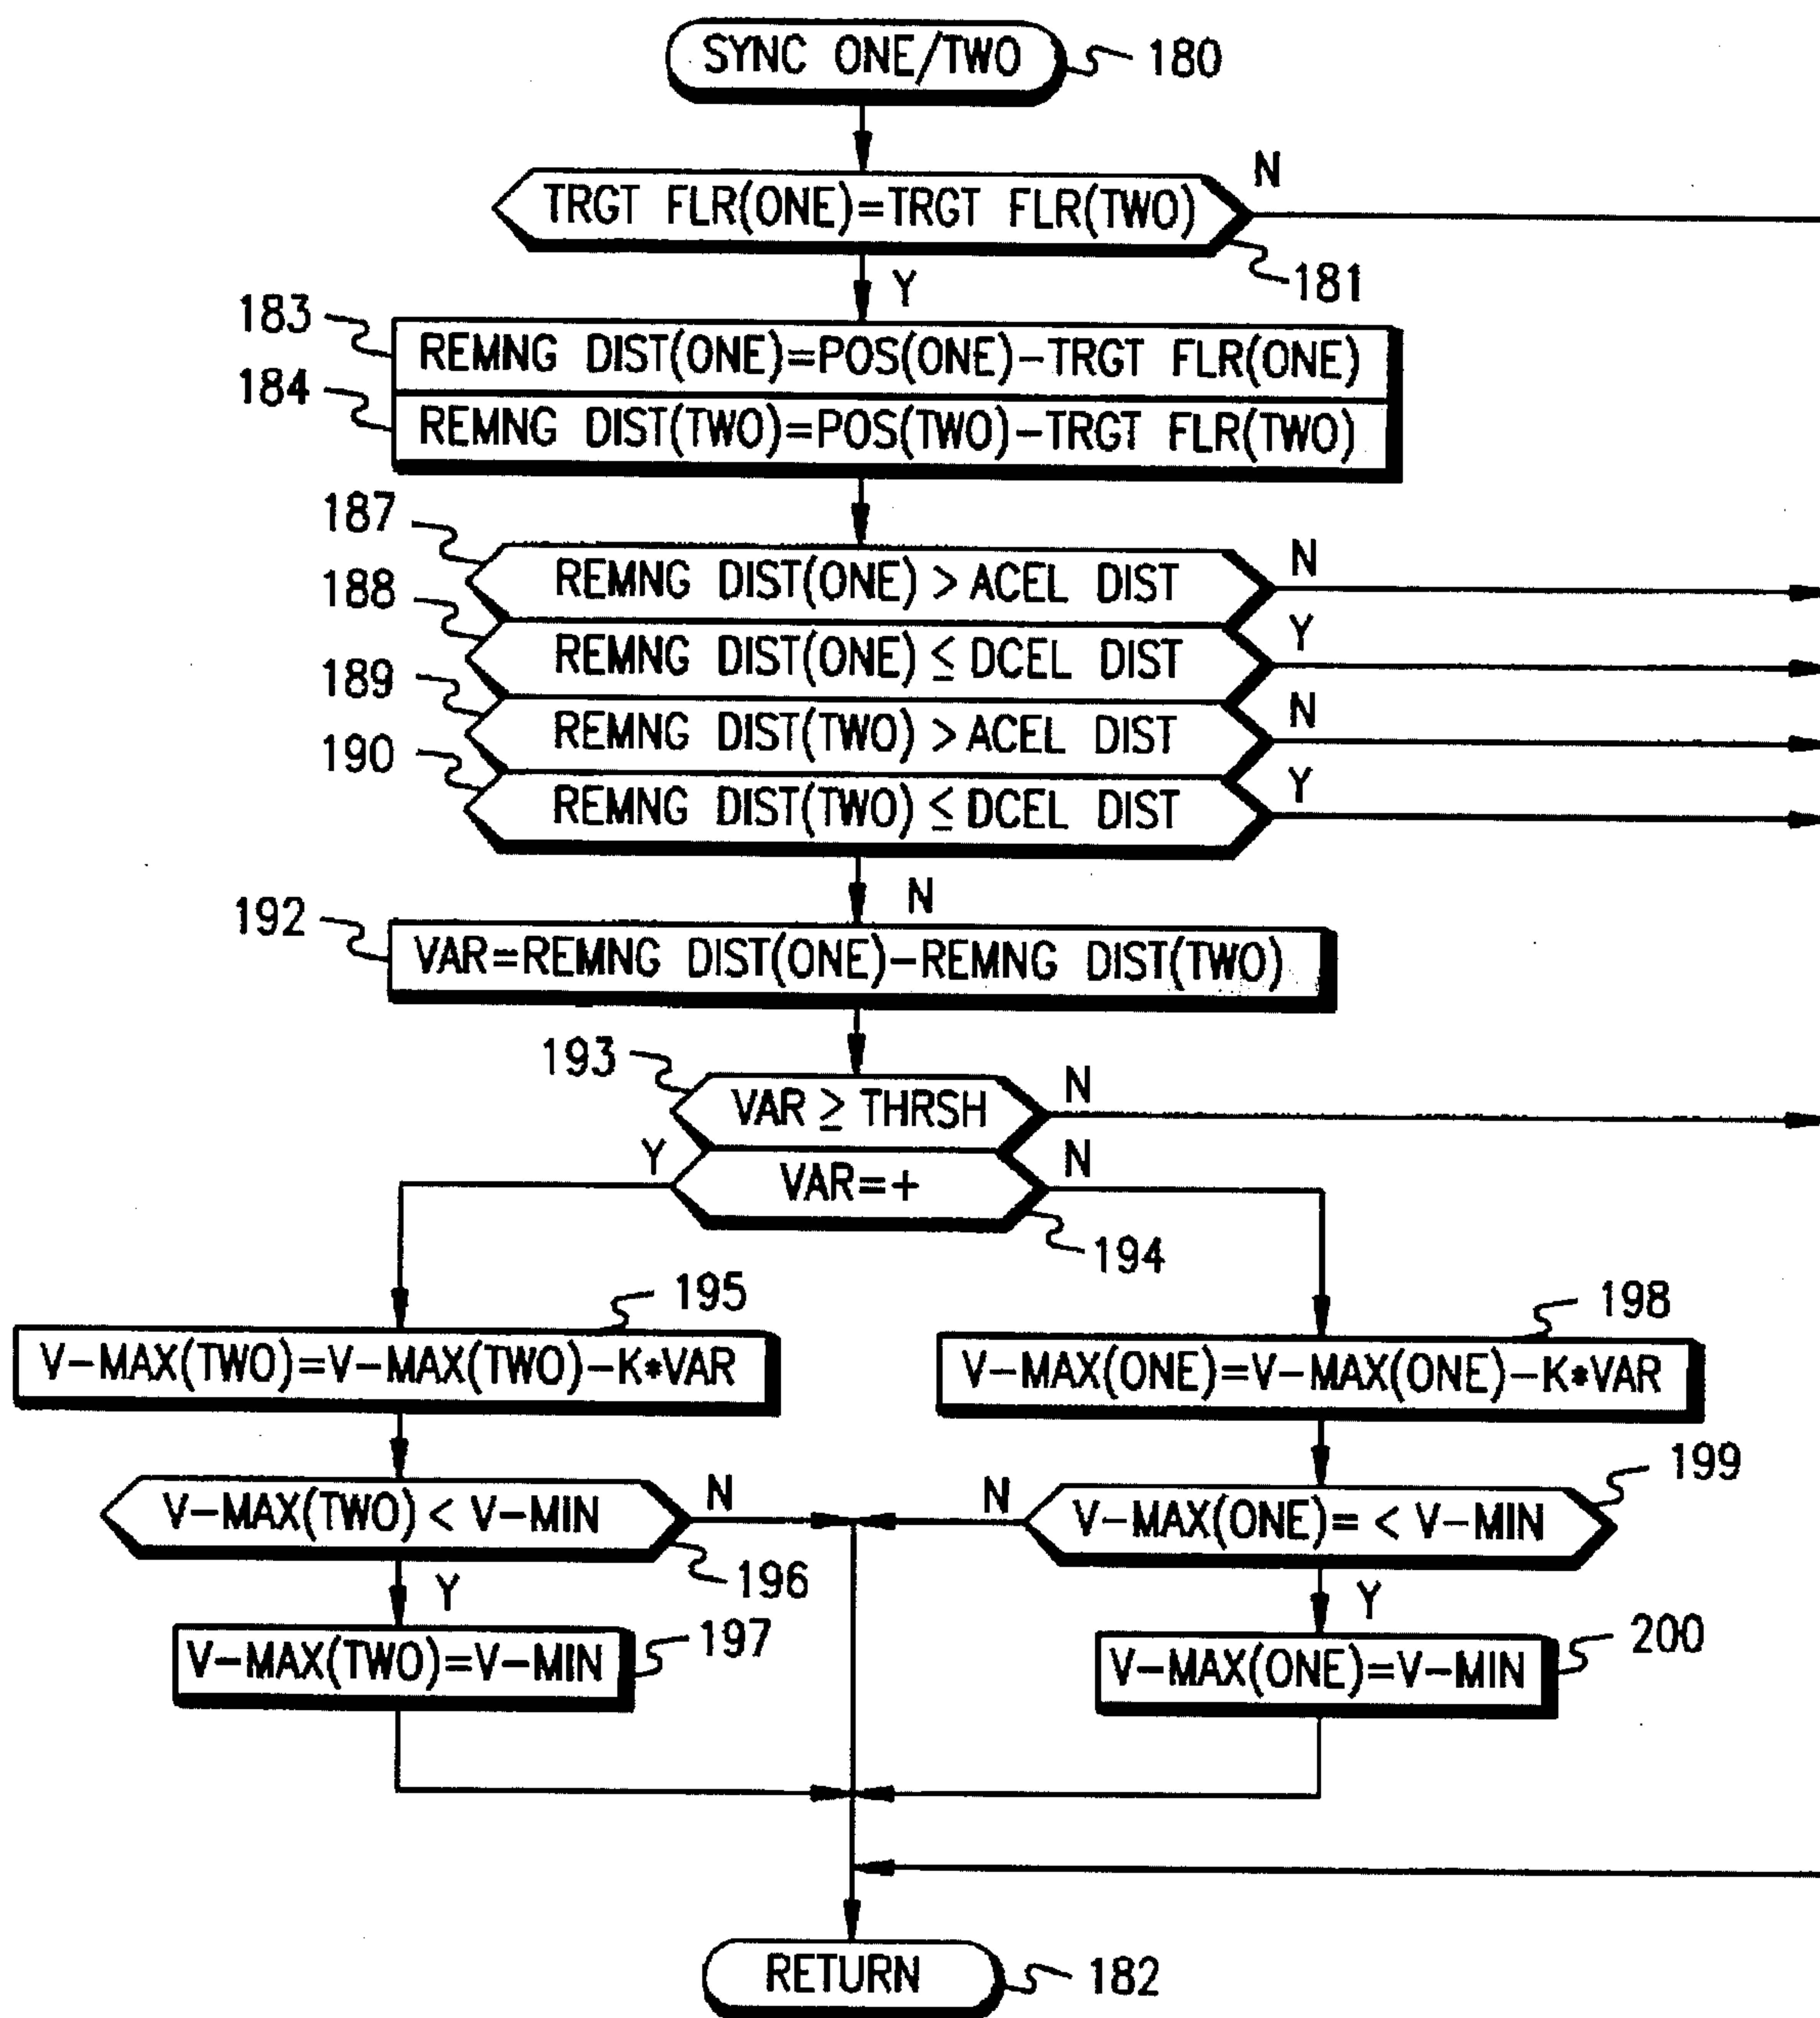 SYNC ONE/TWO
180
TRGT FLR(ONE)=TRGT FLR(TWO)
N
181
Y
183
REMNG DIST(ONE)=POS(ONE)-TRGT FLR(ONE)
184
REMNG DIST(TWO)=POS(TWO)-TRGT FLR(TWO)
187
REMNG DIST(ONE) > ACEL DIST
N
188
REMNG DIST(ONE) ≤ DCEL DIST
Y
189
REMNG DIST(TWO) > ACEL DIST
N
190
REMNG DIST(TWO) ≤ DCEL DIST
Y
N
192
VAR=REMNG DIST(ONE)-REMNG DIST(TWO)
193
VAR ≥ THRSH
N
Y
VAR=+
N
194
195
V-MAX(TWO)=V-MAX(TWO)-K*VAR
198
V-MAX(ONE)=V-MAX(ONE)-K*VAR
V-MAX(TWO) < V-MIN
N
196
N
V-MAX(ONE)= < V-MIN
199
Y
Y
V-MAX(TWO)=V-MIN
197
V-MAX(ONE)=V-MIN
200
RETURN
182